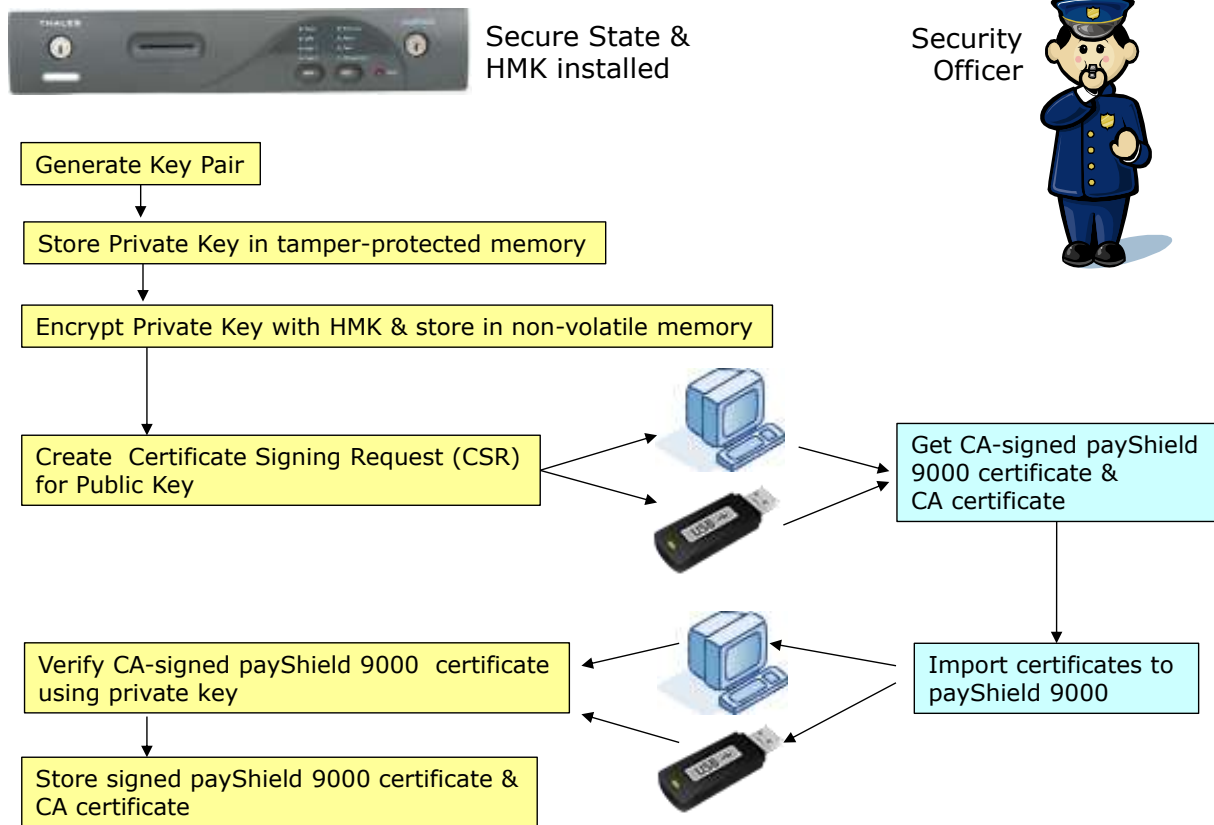 THALES
Secure State &
HMK installed
Security
Officer
Generate Key Pair
Store Private Key in tamper-protected memory
Encrypt Private Key with HMK & store in non-volatile memory
Create Certificate Signing Request (CSR)
for Public Key
USB
Get CA-signed payShield
9000 certificate &
CA certificate
Verify CA-signed payShield 9000 certificate
using private key
USB
Import certificates to
payShield 9000
Store signed payShield 9000 certificate &
CA certificate